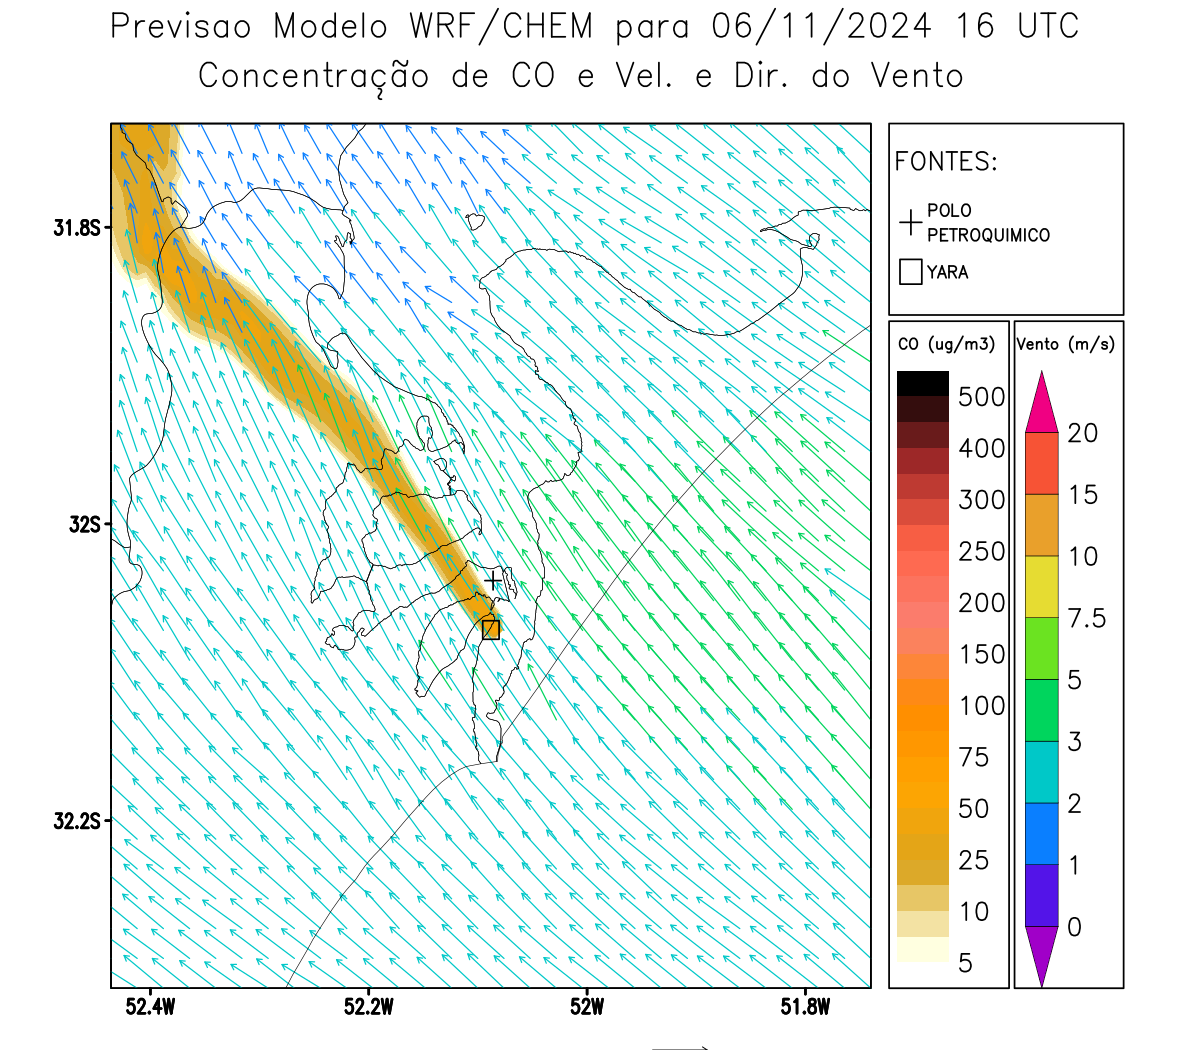 Previsao Modelo WRF/CHEM para 06/11/2024 16 UTC
Concentração de CO e Vel. e Dir. do Vento
FONTES:
POLO
PETROQUIMICO
YARA
CO (ug/m3)
500
400
300
250
200
150
100
75
50
25
10
5
Vento (m/s)
20
15
10
7.5
5
3
2
1
0
31.8S
32S
32.2S
52.4W
52.2W
52W
51.8W